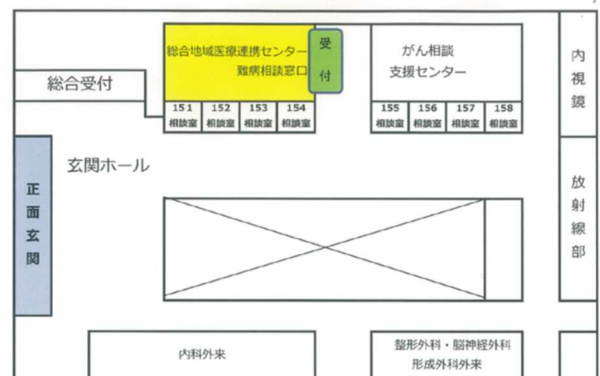 総合地域医療連携センター
難病相談窓口
受付
がん相談
支援センター
内視鏡
総合受付
151
相談室
152
相談室
153
相談室
154
相談室
155
相談室
156
相談室
157
相談室
158
相談室
玄関ホール
正面玄関
放射線部
内科外来
整形外科・脳神経外科
形成外科外来